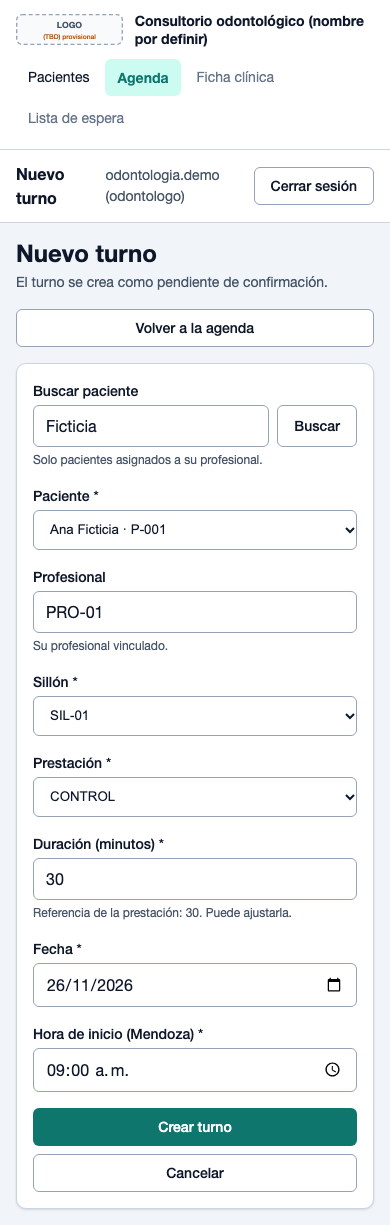 LOGO
(TBD) provisional
Consultorio odontológico (nombre
por definir)
Pacientes
Agenda
Ficha clínica
Lista de espera
Nuevo
turno
odontologia.demo
(odontologo)
Cerrar sesión
Nuevo turno
El turno se crea como pendiente de confirmación.
Volver a la agenda
Buscar paciente
Ficticia
Buscar
Solo pacientes asignados a su profesional.
Paciente *
Ana Ficticia · P-001
Profesional
PRO-01
Su profesional vinculado.
Sillón *
SIL-01
Prestación *
CONTROL
Duración (minutos) *
30
Referencia de la prestación: 30. Puede ajustarla.
Fecha *
26/11/2026
Hora de inicio (Mendoza) *
09:00 a.m.
Crear turno
Cancelar